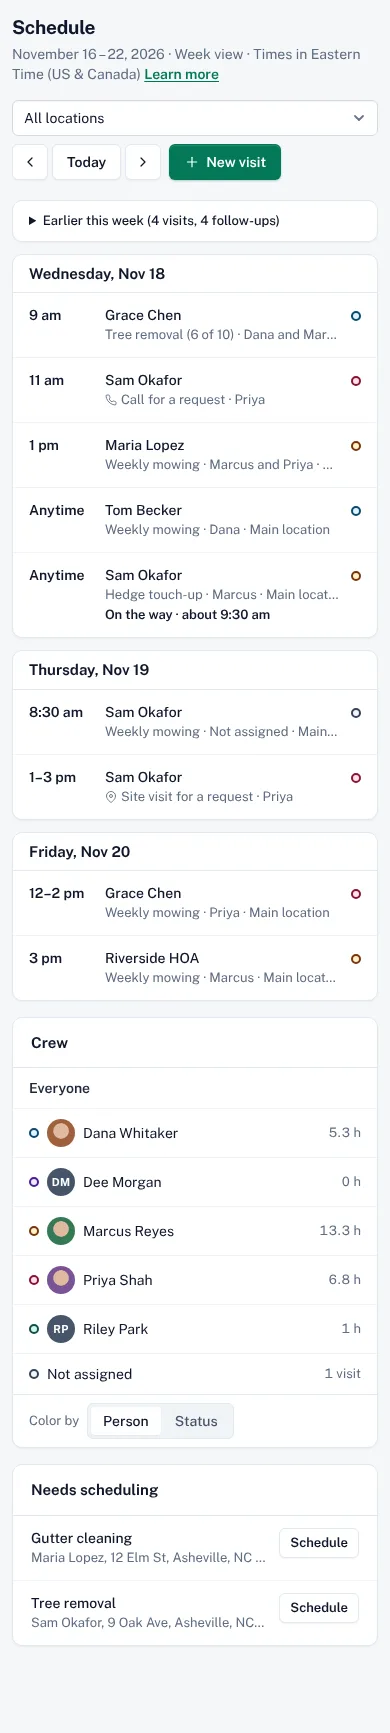 Schedule
November 16–22, 2026 · Week view · Times in Eastern
Time (US & Canada) Learn more
All locations
Today
New visit
Earlier this week (4 visits, 4 follow-ups)
Wednesday, Nov 18
9 am Grace Chen
Tree removal (6 of 10) · Dana and Mar...
11 am Sam Okafor
Call for a request · Priya
1 pm Maria Lopez
Weekly mowing · Marcus and Priya · ...
Anytime Tom Becker
Weekly mowing · Dana · Main location
Anytime Sam Okafor
Hedge touch-up · Marcus · Main locat...
On the way · about 9:30 am
Thursday, Nov 19
8:30 am Sam Okafor
Weekly mowing · Not assigned · Main...
1–3 pm Sam Okafor
Site visit for a request · Priya
Friday, Nov 20
12–2 pm Grace Chen
Weekly mowing · Priya · Main location
3 pm Riverside HOA
Weekly mowing · Marcus · Main locat...
Crew
Everyone
Dana Whitaker 5.3 h
DM Dee Morgan 0 h
Marcus Reyes 13.3 h
Priya Shah 6.8 h
RP Riley Park 1 h
Not assigned 1 visit
Color by Person Status
Needs scheduling
Gutter cleaning Schedule
Maria Lopez, 12 Elm St, Asheville, NC ...
Tree removal Schedule
Sam Okafor, 9 Oak Ave, Asheville, NC...